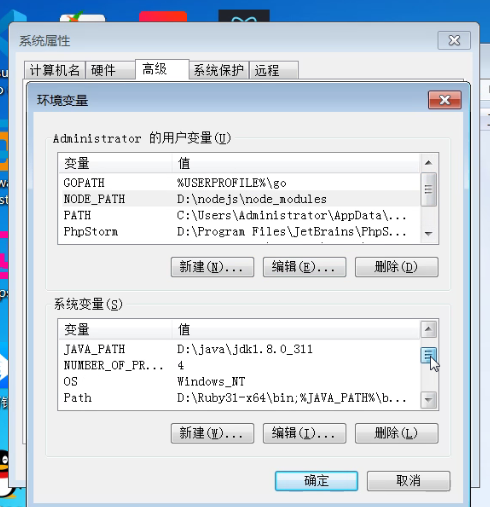 系统属性
计算机名 硬件 高级 系统保护 远程
环境变量
Administrator 的用户变量(U)
变量 值
GOPATH %USERPROFILE%\go
NODE_PATH D:\nodejs\node_modules
PATH C:\Users\Administrator\AppData\...
PhpStorm D:\Program Files\JetBrains\PhpS...
新建(N)... 编辑(E)... 删除(D)
系统变量(S)
变量 值
JAVA_PATH D:\java\jdk1.8.0_311
NUMBER_OF_PR... 4
OS Windows_NT
Path D:\Ruby31-x64\bin;%JAVA_PATH%\b...
新建(W)... 编辑(I)... 删除(L)
确定 取消